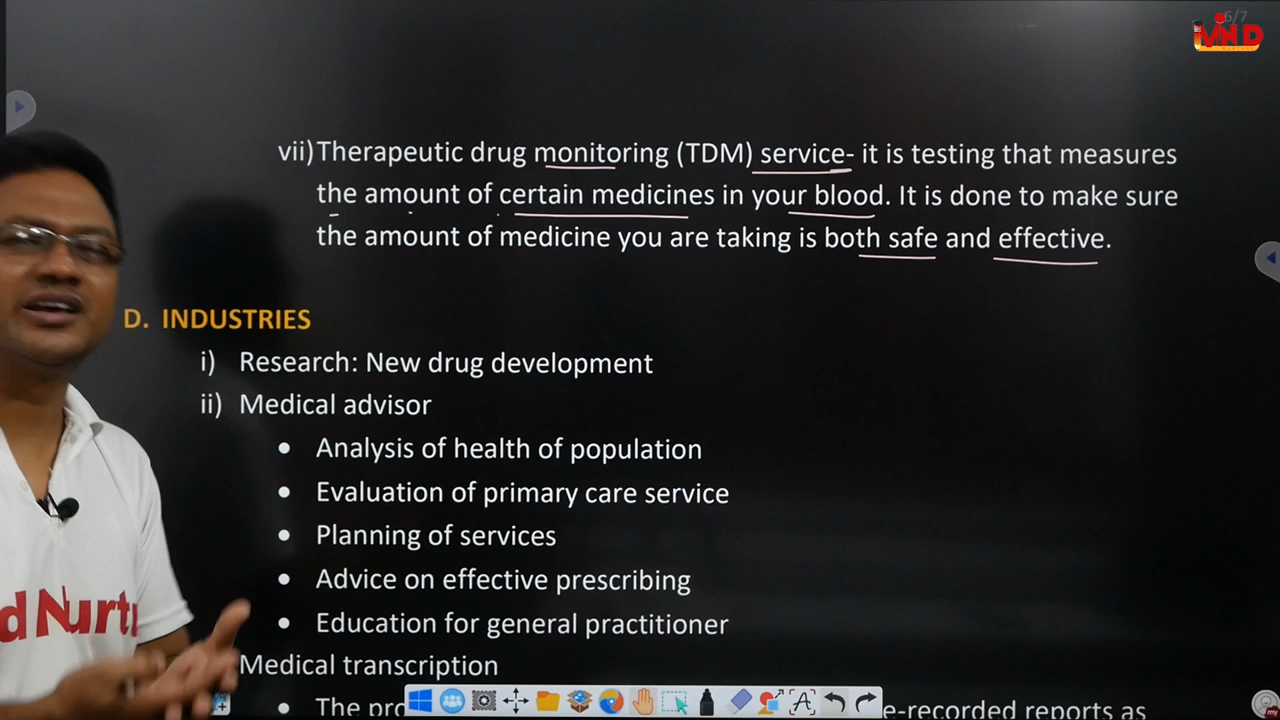 6/7
vii) Therapeutic drug monitoring (TDM) service- it is testing that measures
the amount of certain medicines in your blood. It is done to make sure
the amount of medicine you are taking is both safe and effective.
D. INDUSTRIES
i) Research: New drug development
ii) Medical advisor
• Analysis of health of population
• Evaluation of primary care service
• Planning of services
• Advice on effective prescribing
• Education for general practitioner
d Nurtu
Medical transcription
• The pro
e-recorded reports as